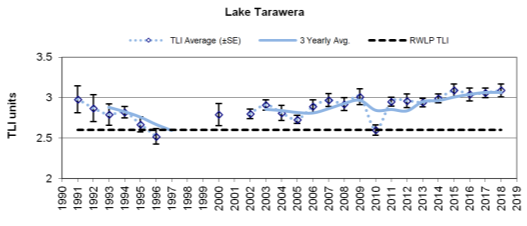 Lake Tarawera
TLI Average (±SE) 3 Yearly Avg. RWLP TLI
3.5
3
2.5
2
TLI units
1990 1991 1992 1993 1994 1995 1996 1997 1998 1999 2000 2001 2002 2003 2004 2005 2006 2007 2008 2009 2010 2011 2012 2013 2014 2015 2016 2017 2018 2019